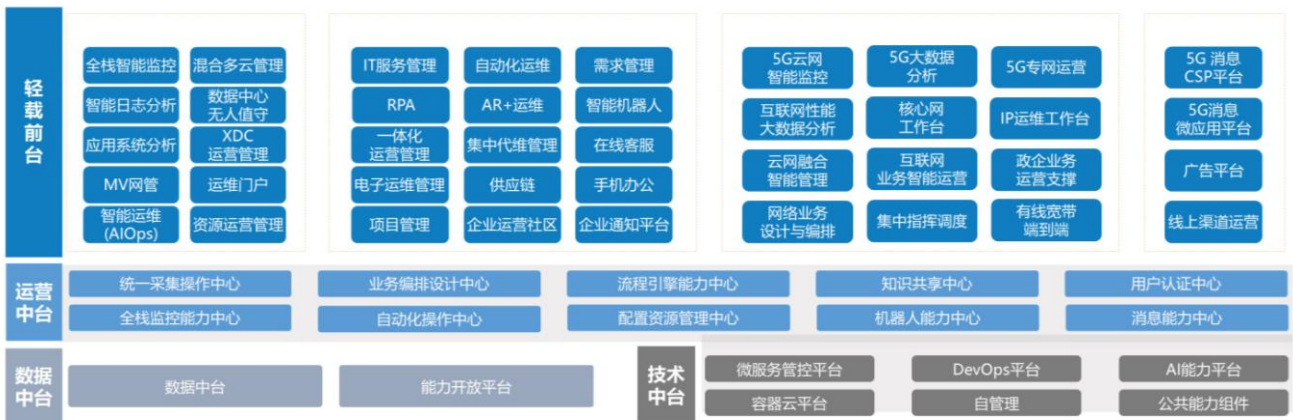 轻载前台
全栈智能监控
混合多云管理
智能日志分析
数据中心
无人值守
应用系统分析
XDC
运营管理
MV网管
运维门户
智能运维
(AIOps)
资源运营管理
IT服务管理
自动化运维
需求管理
RPA
AR+运维
智能机器人
一体化
运营管理
集中代维管理
在线客服
电子运维管理
供应链
手机办公
项目管理
企业运营社区
企业通知平台
5G云网
智能监控
5G大数据
分析
5G专网运营
互联网性能
大数据分析
核心网
工作台
IP运维工作台
云网融合
智能管理
互联网
业务智能运营
政企业务
运营支撑
网络业务
设计与编排
集中指挥调度
有线宽带
端到端
5G 消息
CSP平台
5G消息
微应用平台
广告平台
线上渠道运营
运营
中台
统一采集操作中心
业务编排设计中心
流程引擎能力中心
知识共享中心
用户认证中心
全栈监控能力中心
自动化操作中心
配置资源管理中心
机器人能力中心
消息能力中心
数据
中台
数据中台
能力开放平台
技术
中台
微服务管控平台
DevOps平台
AI能力平台
容器云平台
自管理
公共能力组件